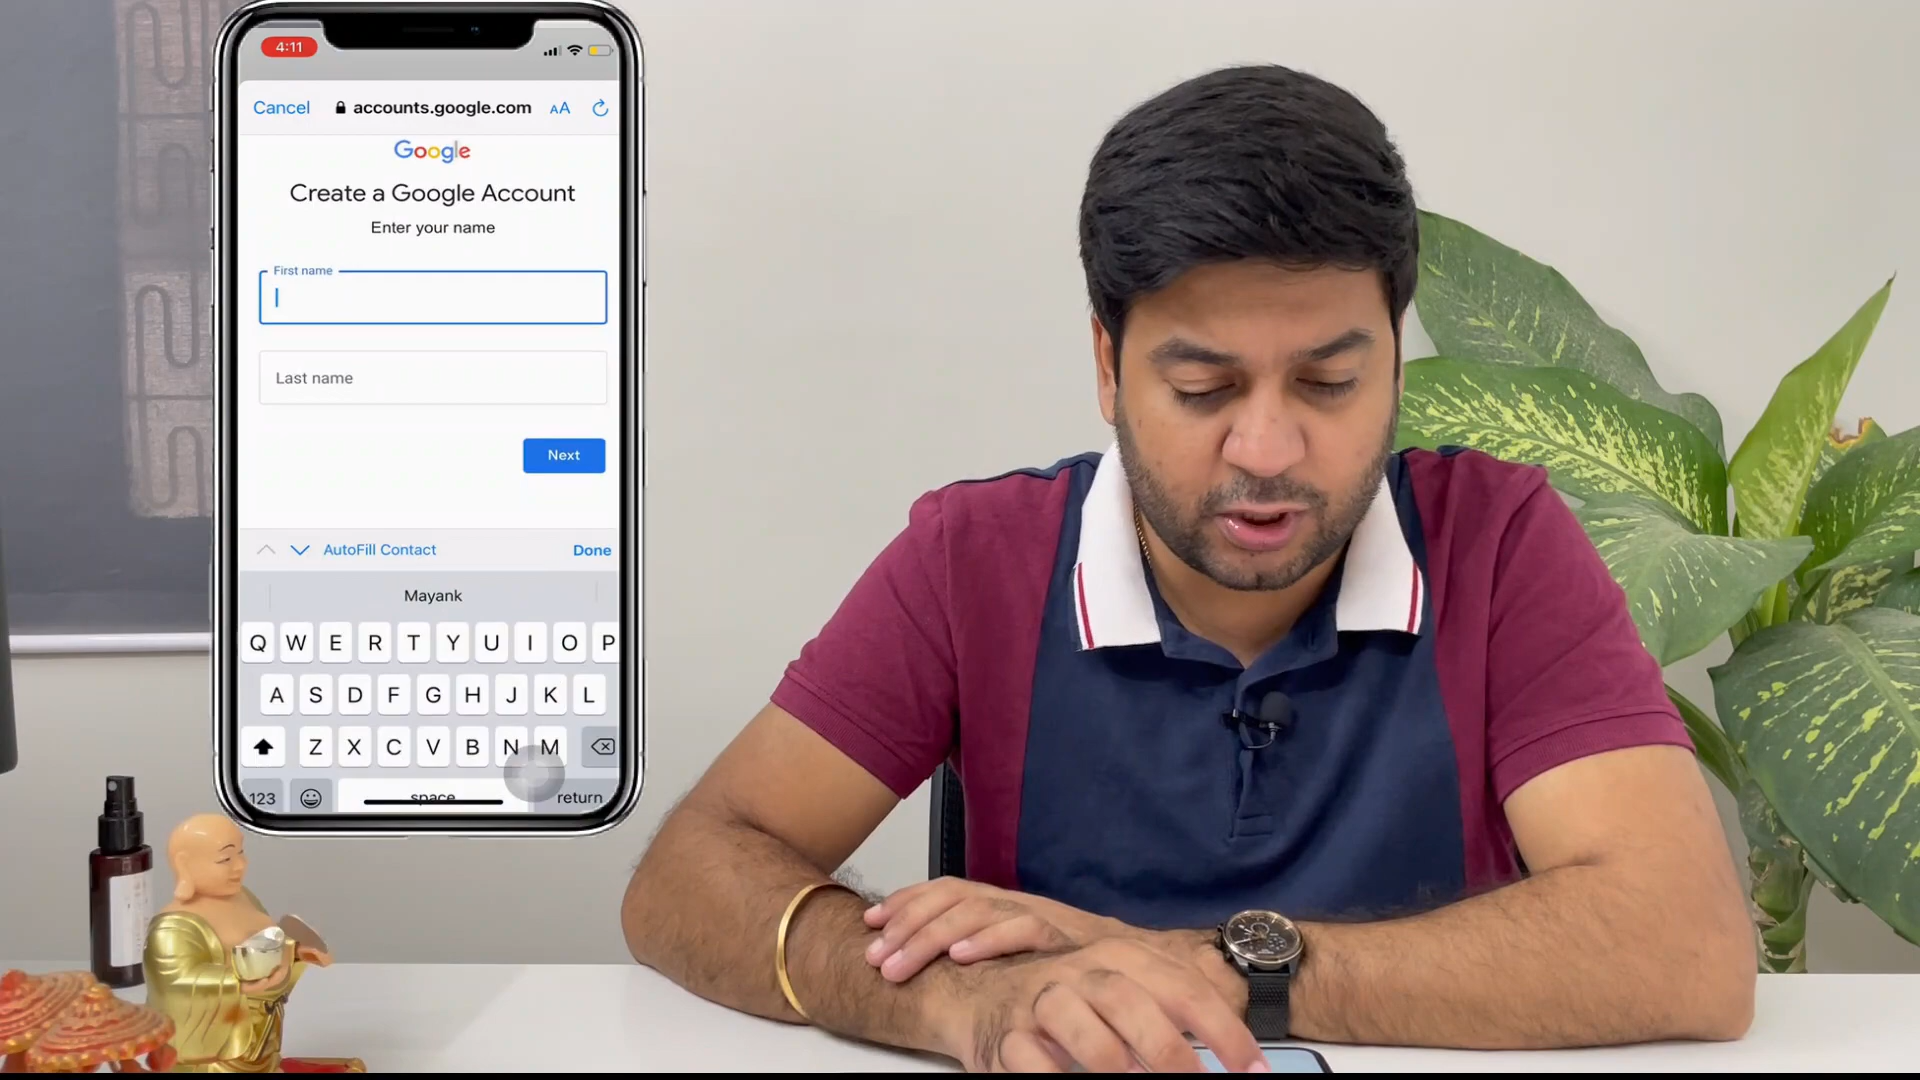 4:11
Cancel accounts.google.com AA
Google
Create a Google Account
Enter your name
First name
Last name
Next
AutoFill Contact Done
Mayank
Q W E R T Y U I O P
A S D F G H J K L
Z X C V B N M
123 space return